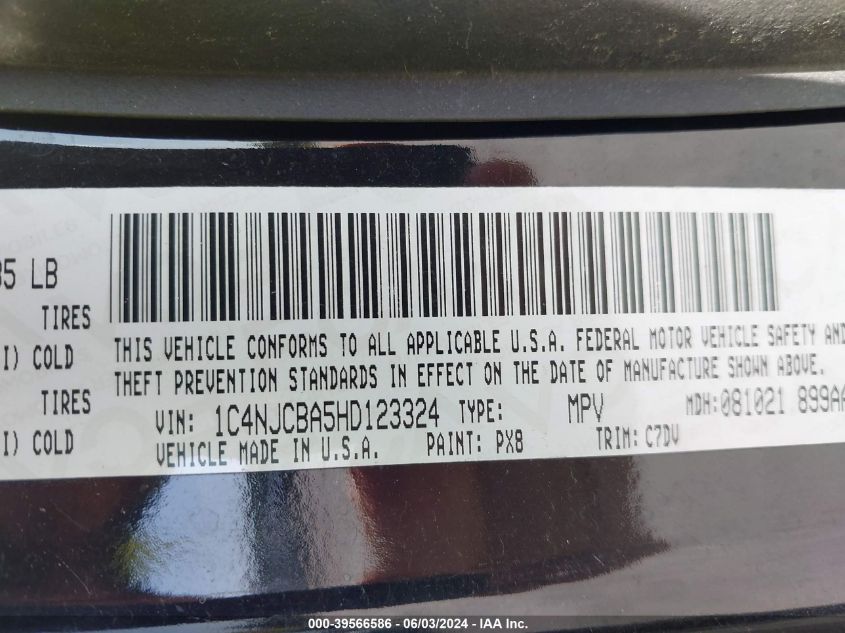 35 LB
TIRES
I) COLD
I) COLD
THIS VEHICLE CONFORMS TO ALL APPLICABLE U.S.A. FEDERAL MOTOR VEHICLE SAFETY AND
THEFT PREVENTION STANDARDS IN EFFECT ON THE DATE OF MANUFACTURE SHOWN ABOVE.
VIN: 1C4NJCBA5HD123324 TYPE: MPV MDH:081021 899AA
VEHICLE MADE IN U.S.A. PAINT: PX8 TRIM: C7DV
000-39566586 - 06/03/2024 - IAA Inc.